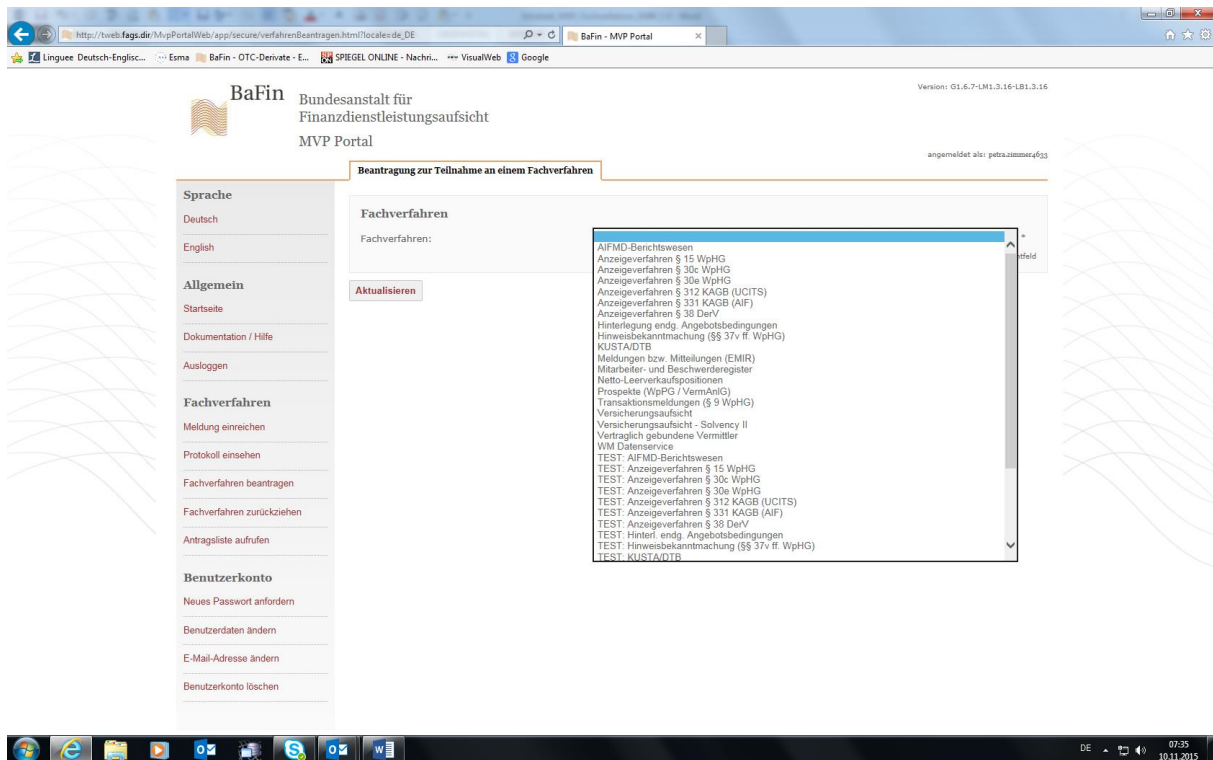 http://tweb.fags.dir/MvpPortalWeb/app/secure/verfahrenBeantragen.html?locale=de_DE
BaFin - MVP Portal
Linguee Deutsch-Englisc...
Esma
BaFin - OTC-Derivate - E...
SPIEGEL ONLINE - Nachri...
VisualWeb
Google
BaFin
Bundesanstalt für
Finanzdienstleistungsaufsicht
MVP Portal
Version: G1.6.7-LM1.3.16-LB1.3.16
angemeldet als: petra.zimmer4633
Beantragung zur Teilnahme an einem Fachverfahren
Sprache
Deutsch
English
Allgemein
Startseite
Dokumentation / Hilfe
Ausloggen
Fachverfahren
Meldung einreichen
Protokoll einsehen
Fachverfahren beantragen
Fachverfahren zurückziehen
Antragsliste aufrufen
Benutzerkonto
Neues Passwort anfordern
Benutzerdaten ändern
E-Mail-Adresse ändern
Benutzerkonto löschen
Fachverfahren
Fachverfahren:
*
tfeld
Aktualisieren
AIFMD-Berichtswesen
Anzeigeverfahren § 15 WpHG
Anzeigeverfahren § 30c WpHG
Anzeigeverfahren § 30e WpHG
Anzeigeverfahren § 312 KAGB (UCITS)
Anzeigeverfahren § 331 KAGB (AIF)
Anzeigeverfahren § 38 DerV
Hinterlegung endg. Angebotsbedingungen
Hinweisbekanntmachung (§§ 37v ff. WpHG)
KUSTA/DTB
Meldungen bzw. Mitteilungen (EMIR)
Mitarbeiter- und Beschwerderegister
Netto-Leerverkaufspositionen
Prospekte (WpPG / VermAnlG)
Transaktionsmeldungen (§ 9 WpHG)
Versicherungsaufsicht
Versicherungsaufsicht - Solvency II
Vertraglich gebundene Vermittler
WM Datenservice
TEST: AIFMD-Berichtswesen
TEST: Anzeigeverfahren § 15 WpHG
TEST: Anzeigeverfahren § 30c WpHG
TEST: Anzeigeverfahren § 30e WpHG
TEST: Anzeigeverfahren § 312 KAGB (UCITS)
TEST: Anzeigeverfahren § 331 KAGB (AIF)
TEST: Anzeigeverfahren § 38 DerV
TEST: Hinterl. endg. Angebotsbedingungen
TEST: Hinweisbekanntmachung (§§ 37v ff. WpHG)
TEST: KUSTA/DTB
DE
07:35
10.11.2015